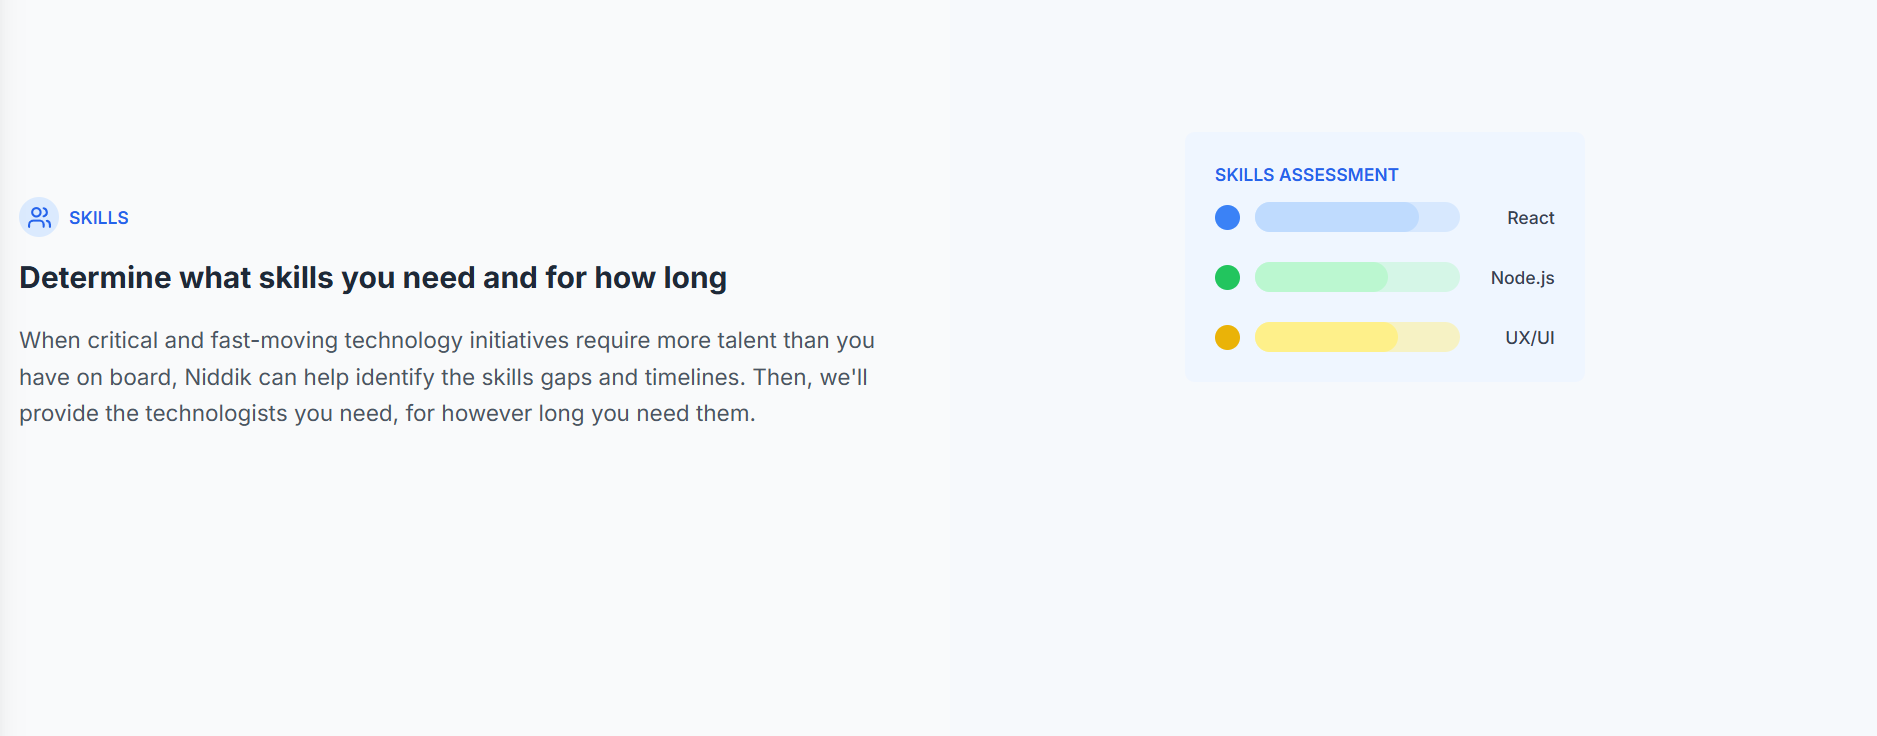 SKILLS
Determine what skills you need and for how long
When critical and fast-moving technology initiatives require more talent than you
have on board, Niddik can help identify the skills gaps and timelines. Then, we'll
provide the technologists you need, for however long you need them.
SKILLS ASSESSMENT
React
Node.js
UX/UI